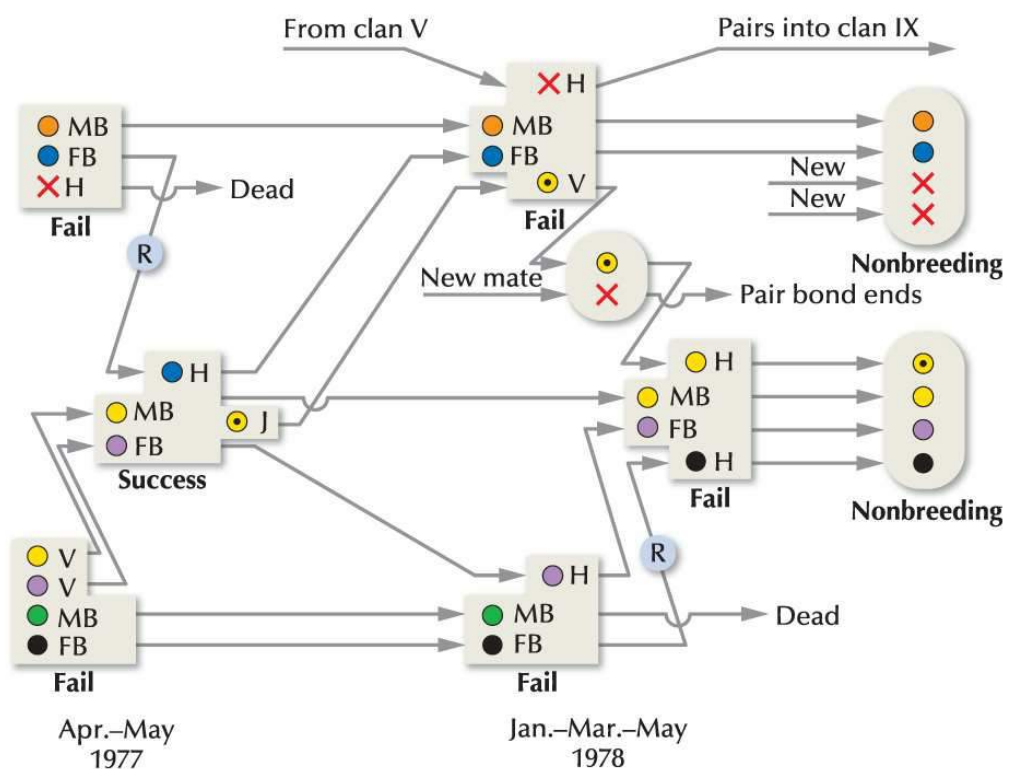 From clan V
Pairs into clan IX
H
MB
MB
FB
FB
H
Dead
V
New
New
Fail
Fail
R
Nonbreeding
New mate
Pair bond ends
H
H
MB
MB
J
FB
FB
H
Success
Fail
Nonbreeding
V
R
V
H
MB
MB
Dead
FB
FB
Fail
Fail
Apr.–May
1977
Jan.–Mar.–May
1978